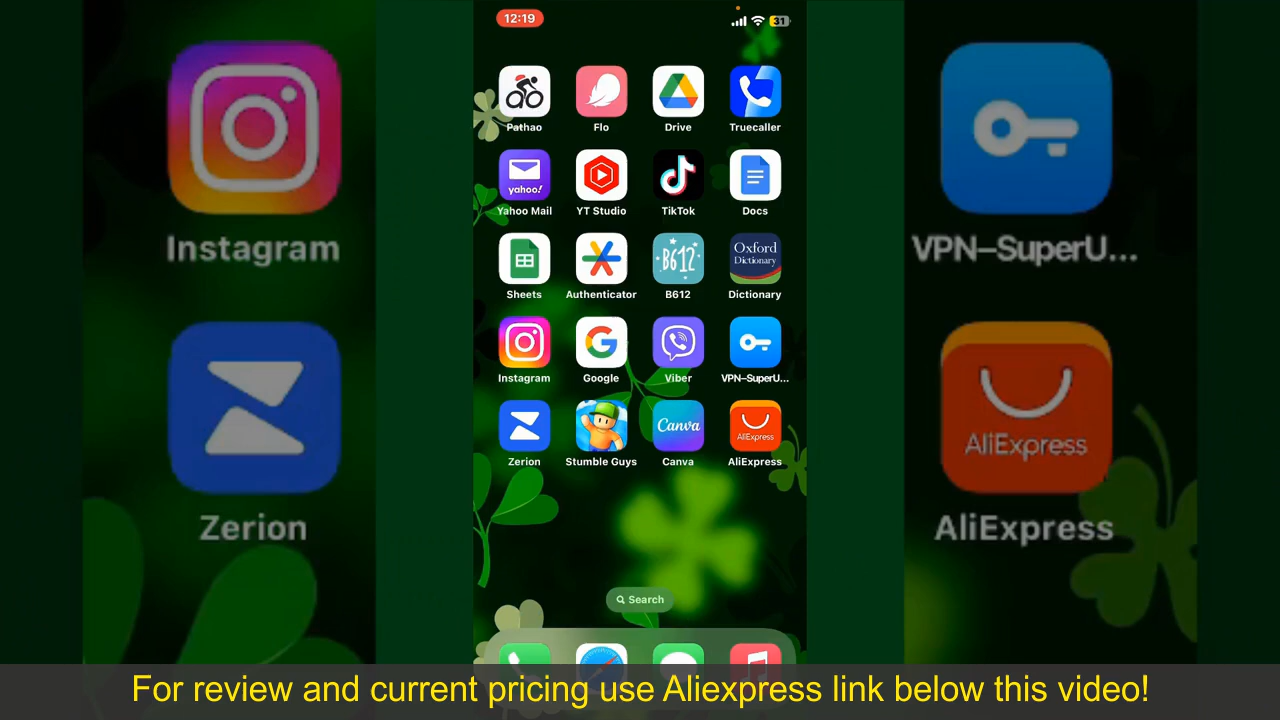 12:19
31
Pathao Flo Drive Truecaller
yahoo!
Yahoo Mail YT Studio TikTok Docs
B612 Oxford Dictionary
Sheets Authenticator B612 Dictionary
Instagram Google Viber VPN–SuperU...
Canva AliExpress
Zerion Stumble Guys Canva AliExpress
Search
Instagram
Zerion
VPN–SuperU...
AliExpress
AliExpress
For review and current pricing use Aliexpress link below this video!